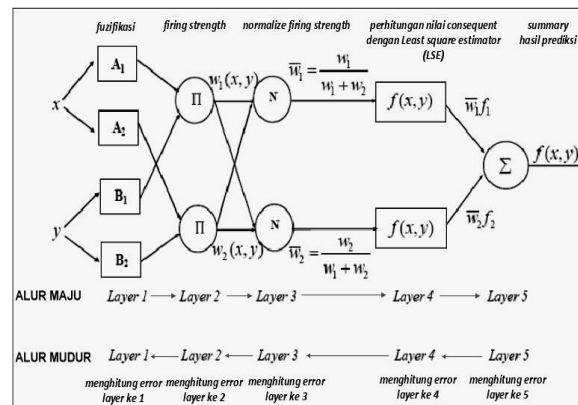 fuzifikasi firing strength normalize firing strength perhitungan nilai consequent summary
dengan Least square estimator hasil prediksi
(LSE)
A₁
w₁(x, y) w̅₁ = w₁ / (w₁ + w₂)
Π N f(x, y) w̅₁f₁
x
A₂
Σ f(x, y)
B₁
y Π N f(x, y) w̅₂f₂
w₂(x, y) w̅₂ = w₂ / (w₁ + w₂)
B₂
ALUR MAJU Layer 1 Layer 2 Layer 3 Layer 4 Layer 5
ALUR MUDUR Layer 1 Layer 2 Layer 3 Layer 4 Layer 5
menghitung error menghitung error menghitung error menghitung error menghitung error
layer ke 1 layer ke 2 layer ke 3 layer ke 4 layer ke 5